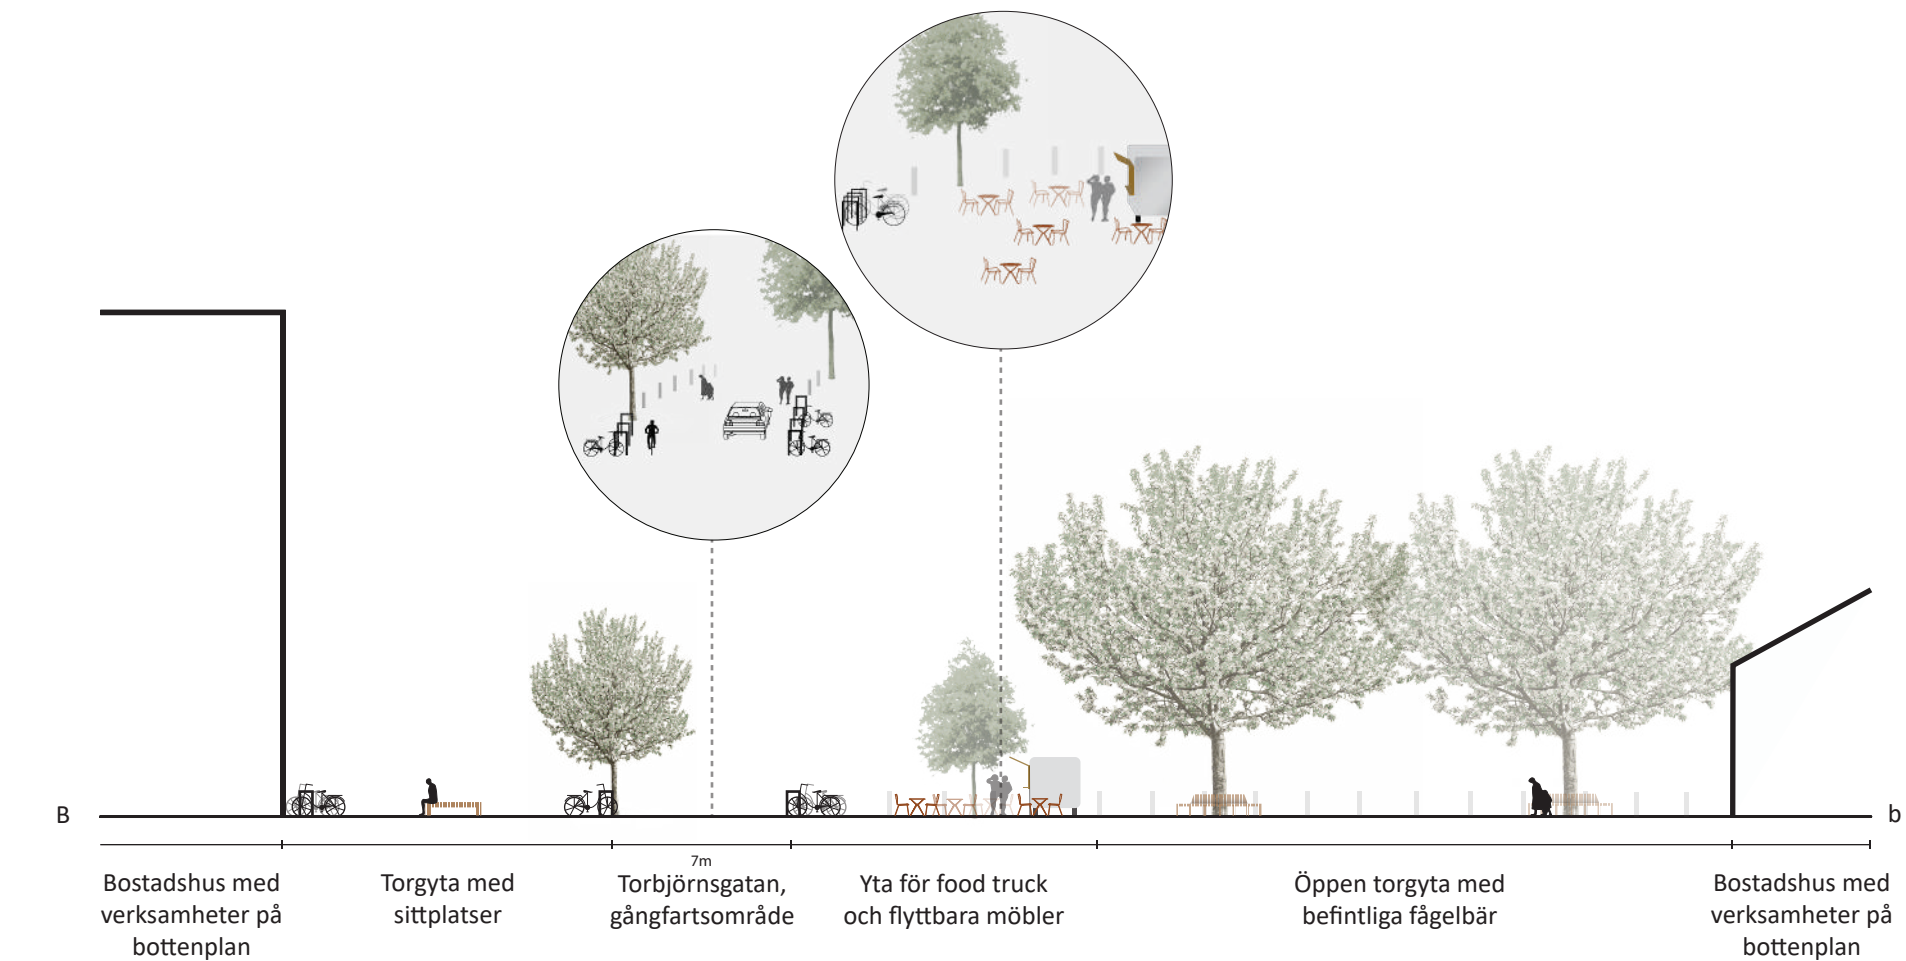 B
b
7m
Bostadshus med
verksamheter på
bottenplan
Torgyta med
sittplatser
Torbjörnsgatan,
gångfartsområde
Yta för food truck
och flyttbara möbler
Öppen torgyta med
befintliga fågelbär
Bostadshus med
verksamheter på
bottenplan